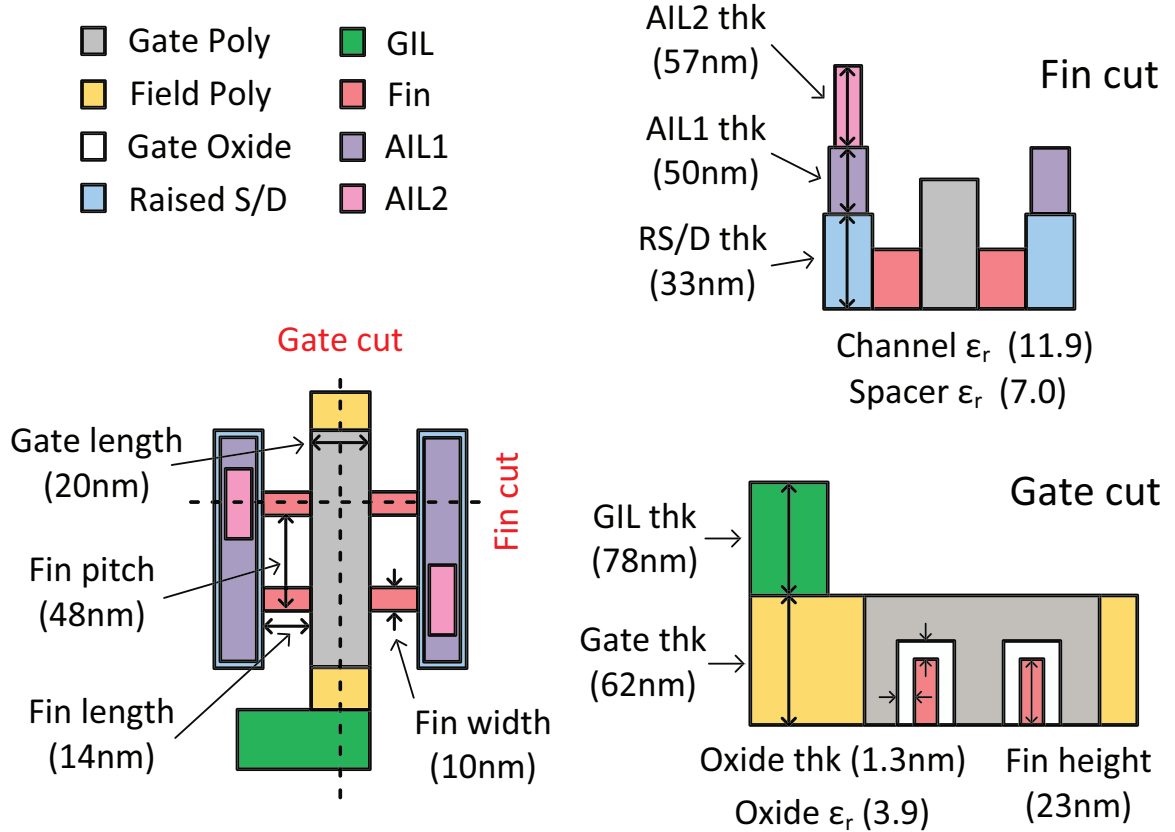 Gate Poly
Field Poly
Gate Oxide
Raised S/D
GIL
Fin
AIL1
AIL2
AIL2 thk
(57nm)
AIL1 thk
(50nm)
RS/D thk
(33nm)
Fin cut
Channel εr (11.9)
Spacer εr (7.0)
Gate cut
Gate length
(20nm)
Fin cut
Fin pitch
(48nm)
Fin length
(14nm)
Fin width
(10nm)
Gate cut
GIL thk
(78nm)
Gate thk
(62nm)
Oxide thk (1.3nm)
Oxide εr (3.9)
Fin height
(23nm)